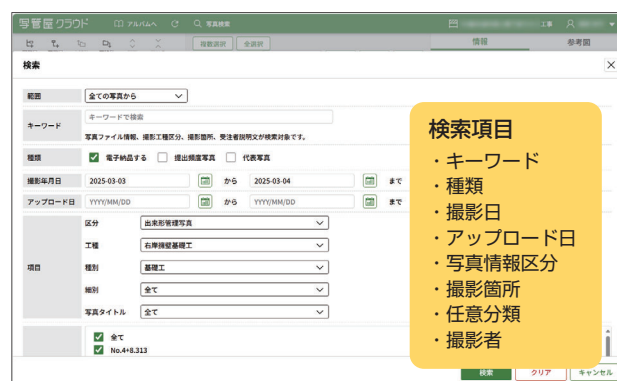 写管屋クラウド アルバム 写真検索 工事
複数選択 全選択 情報 参考図
検索
範囲 全ての写真から
キーワード キーワードで検索
写真ファイル情報、撮影工種区分、撮影箇所、受注者説明文が検索対象です。
種類 電子納品する 提出頻度写真 代表写真
撮影年月日 2025-03-03 から 2025-03-04 まで
アップロード日 YYYY/MM/DD から YYYY/MM/DD まで
項目
区分 出来形管理写真
工種 右岸擁壁基礎工
種別 基礎工
細別 全て
写真タイトル 全て
全て
No.4+8.313
検索 クリア キャンセル
検索項目
・キーワード
・種類
・撮影日
・アップロード日
・写真情報区分
・撮影箇所
・任意分類
・撮影者